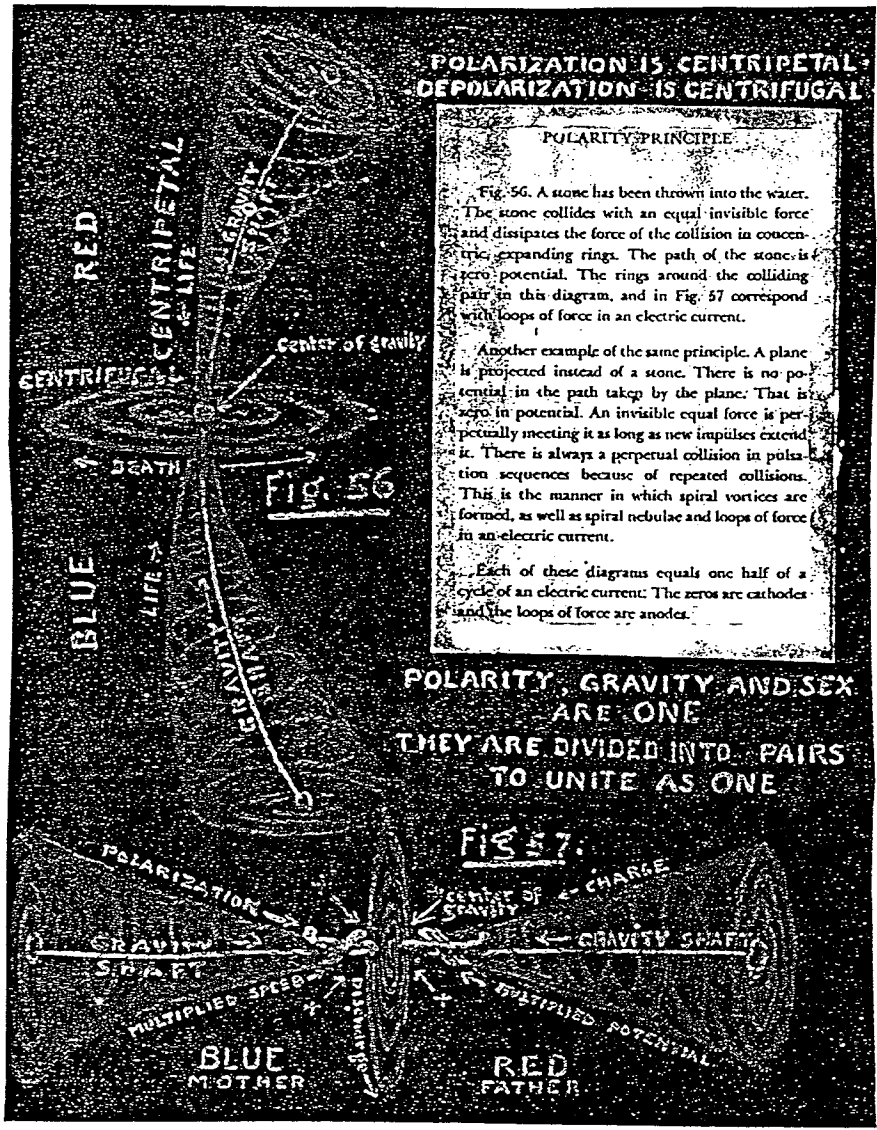 POLARIZATION IS CENTRIPETAL
DEPOLARIZATION IS CENTRIFUGAL
POLARITY PRINCIPLE
Fig. 56. A stone has been thrown into the water.
The stone collides with an equal invisible force
and dissipates the force of the collision in concen-
tric, expanding rings. The path of the stone is
zero potential. The rings around the colliding
pair in this diagram, and in Fig. 57 correspond
with loops of force in an electric current.
Another example of the same principle. A plane
is projected instead of a stone. There is no po-
tential in the path taken by the plane. That is
zero in potential. An invisible equal force is per-
petually meeting it as long as new impulses extend
it. There is always a perpetual collision in pulsa-
tion sequences because of repeated collisions.
This is the manner in which spiral vortices are
formed, as well as spiral nebulae and loops of force
in an electric current.
Each of these diagrams equals one half of a
cycle of an electric current. The zeros are cathodes
and the loops of force are anodes.
RED
CENTRIPETAL
LIFE
GRAVITY
SHAFT
Center of gravity
CENTRIFUGAL
DEATH
Fig. 56
BLUE
LIFE
GRAVITY
SHAFT
POLARITY, GRAVITY AND SEX
ARE ONE
THEY ARE DIVIDED INTO PAIRS
TO UNITE AS ONE
Fig 57.
POLARIZATION
GRAVITY
SHAFT
MULTIPLIED SPEED
BLUE
MOTHER
center of
gravity
CHARGE
GRAVITY SHAFT
MULTIPLIED POTENTIAL
RED
FATHER